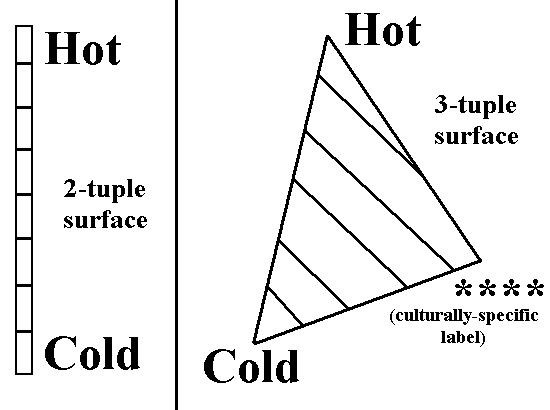 Hot
2-tuple
surface
Cold
Hot
3-tuple
surface
****
(culturally-specific
label)
Cold